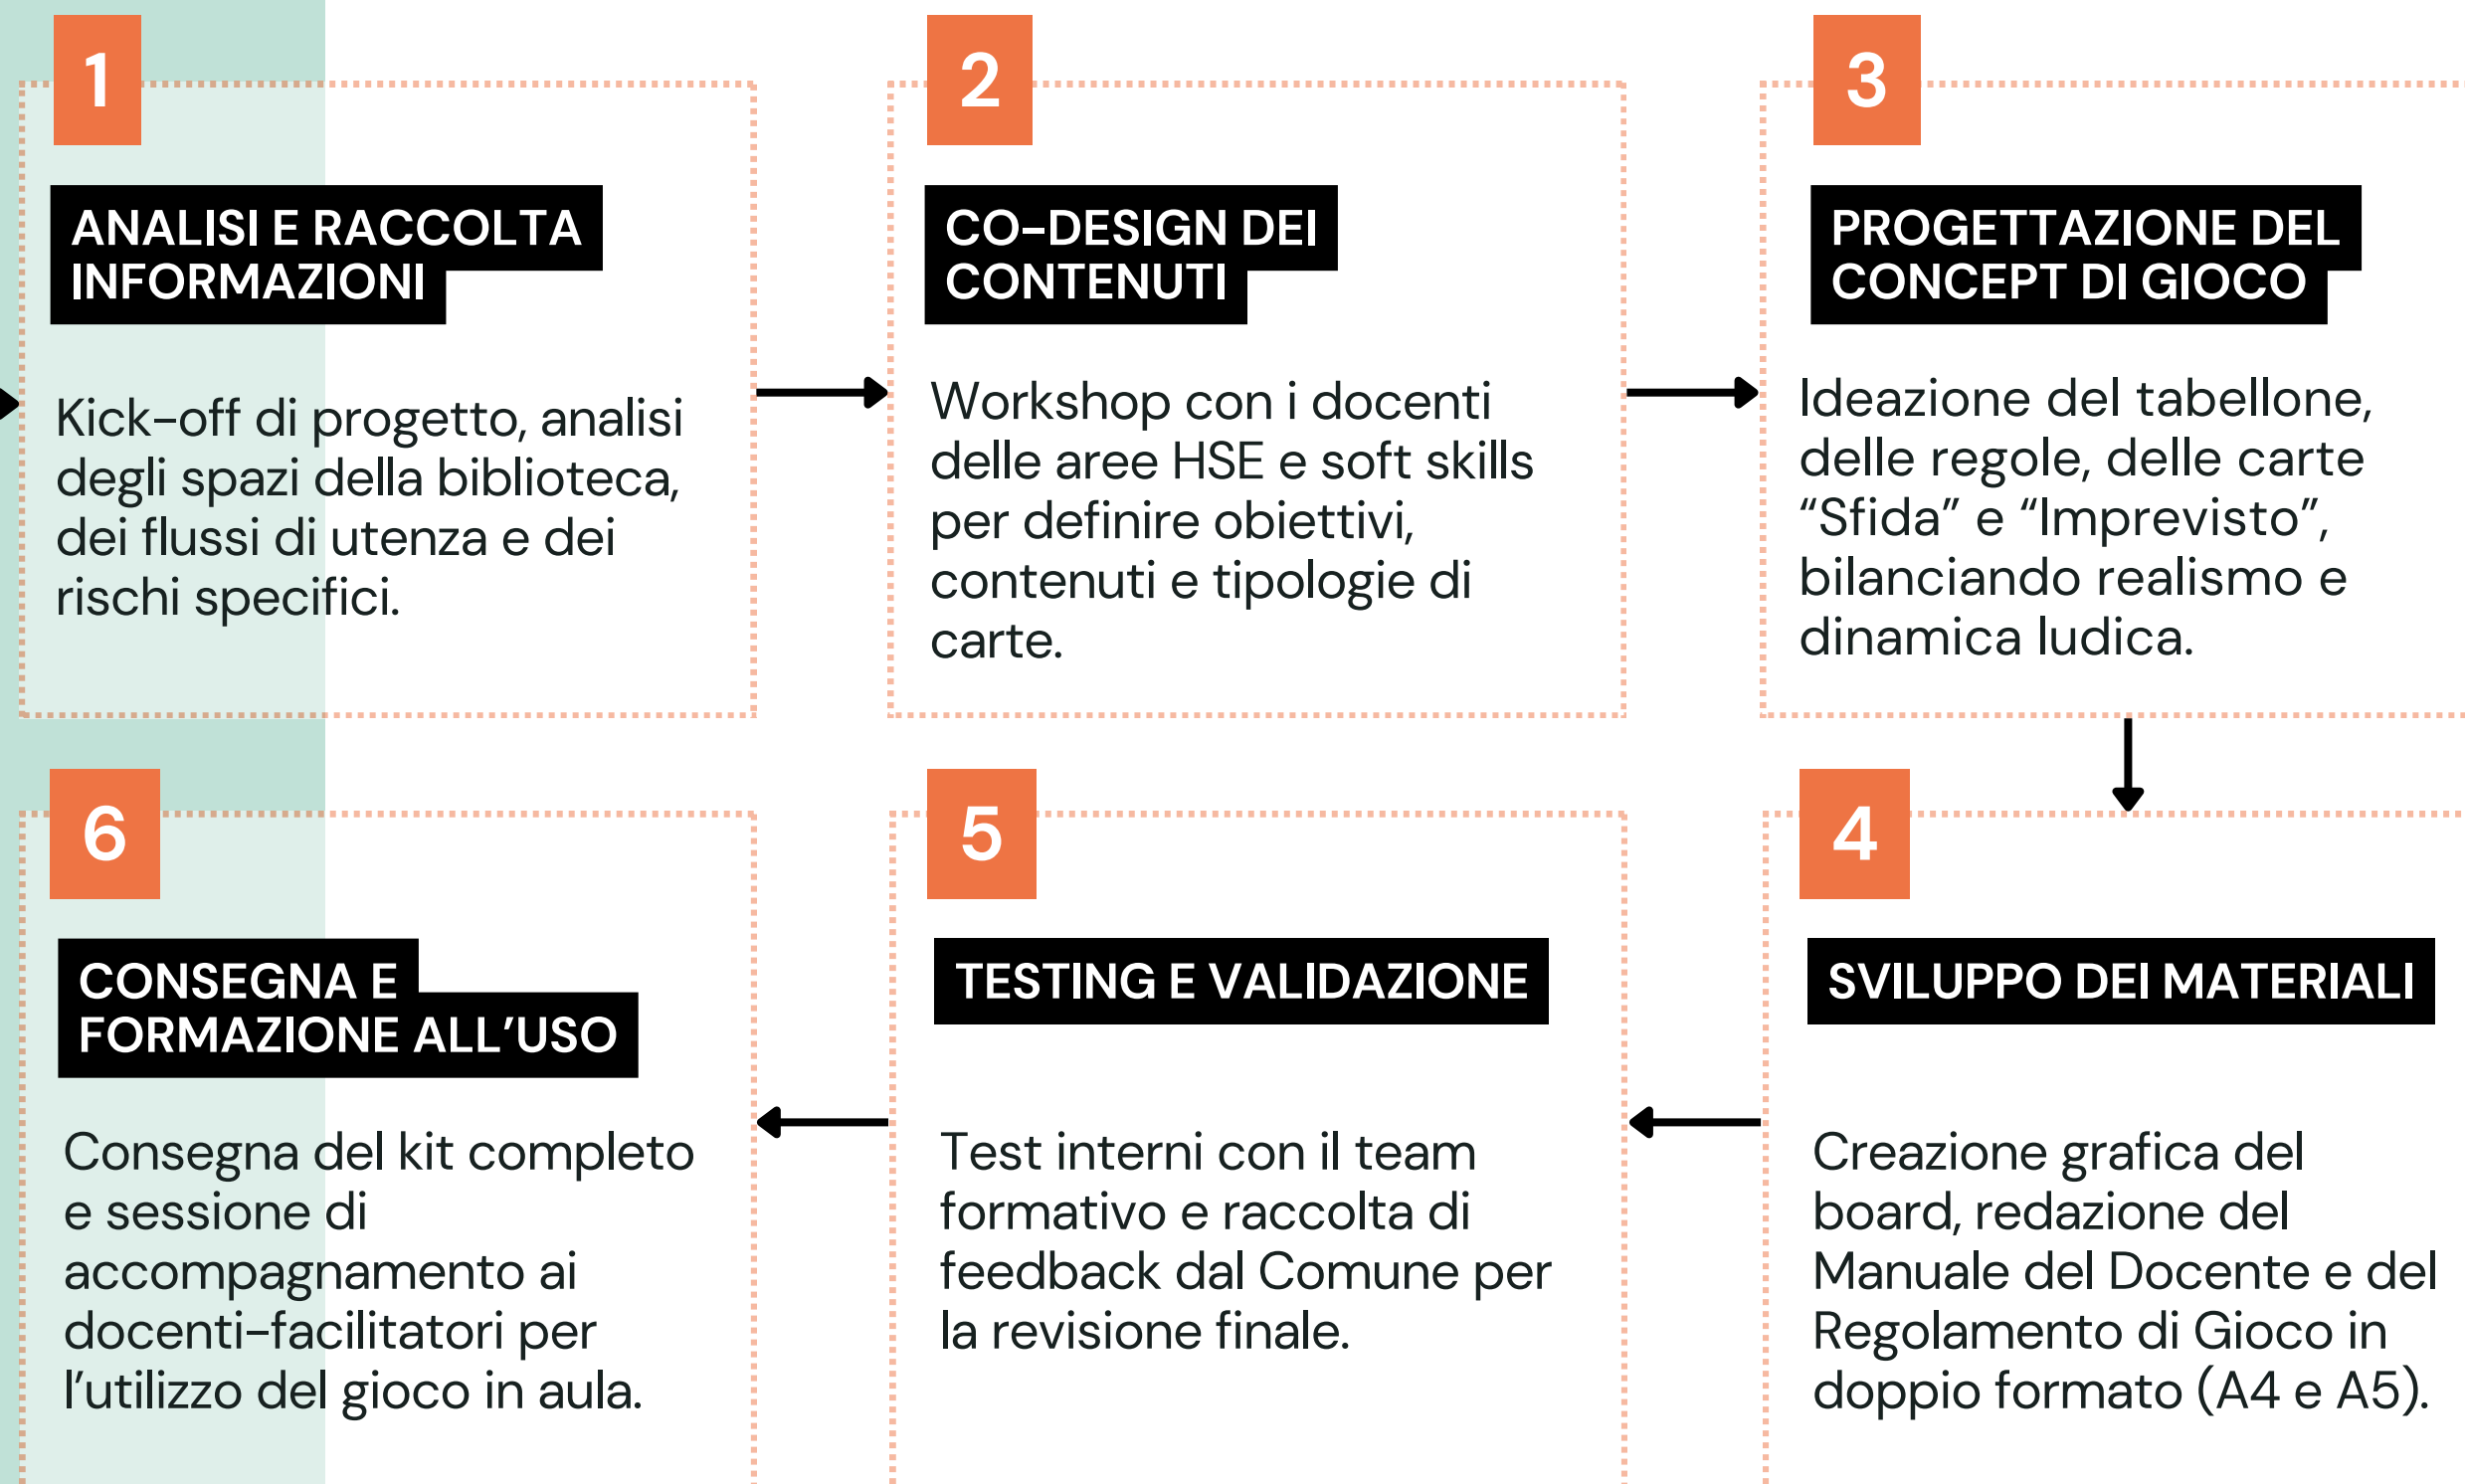 1
ANALISI E RACCOLTA
INFORMAZIONI
Kick-off di progetto, analisi
degli spazi della biblioteca,
dei flussi di utenza e dei
rischi specifici.
2
CO-DESIGN DEI
CONTENUTI
Workshop con i docenti
delle aree HSE e soft skills
per definire obiettivi,
contenuti e tipologie di
carte.
3
PROGETTAZIONE DEL
CONCEPT DI GIOCO
Ideazione del tabellone,
delle regole, delle carte
“Sfida” e “Imprevisto”,
bilanciando realismo e
dinamica ludica.
4
SVILUPPO DEI MATERIALI
Creazione grafica del
board, redazione del
Manuale del Docente e del
Regolamento di Gioco in
doppio formato (A4 e A5).
5
TESTING E VALIDAZIONE
Test interni con il team
formativo e raccolta di
feedback dal Comune per
la revisione finale.
6
CONSEGNA E
FORMAZIONE ALL’USO
Consegna del kit completo
e sessione di
accompagnamento ai
docenti-facilitatori per
l’utilizzo del gioco in aula.